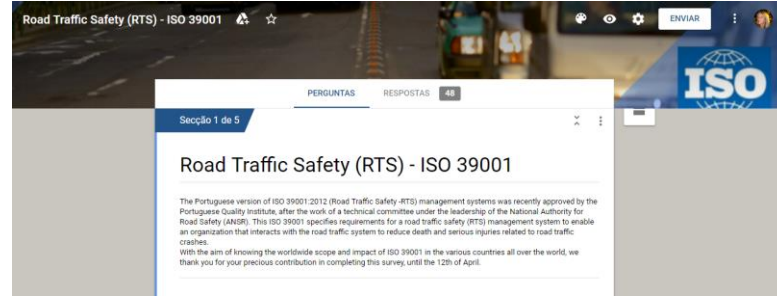 Road Traffic Safety (RTS) - ISO 39001
ENVIAR
ISO
PERGUNTAS RESPOSTAS 48
Secção 1 de 5
Road Traffic Safety (RTS) - ISO 39001
The Portuguese version of ISO 39001:2012 (Road Traffic Safety -RTS) management systems was recently approved by the
Portuguese Quality Institute, after the work of a technical committee under the leadership of the National Authority for
Road Safety (ANSR). This ISO 39001 specifies requirements for a road traffic safety (RTS) management system to enable
an organization that interacts with the road traffic system to reduce death and serious injuries related to road traffic
crashes.
With the aim of knowing the worldwide scope and impact of ISO 39001 in the various countries all over the world, we
thank you for your precious contribution in completing this survey, until the 12th of April.